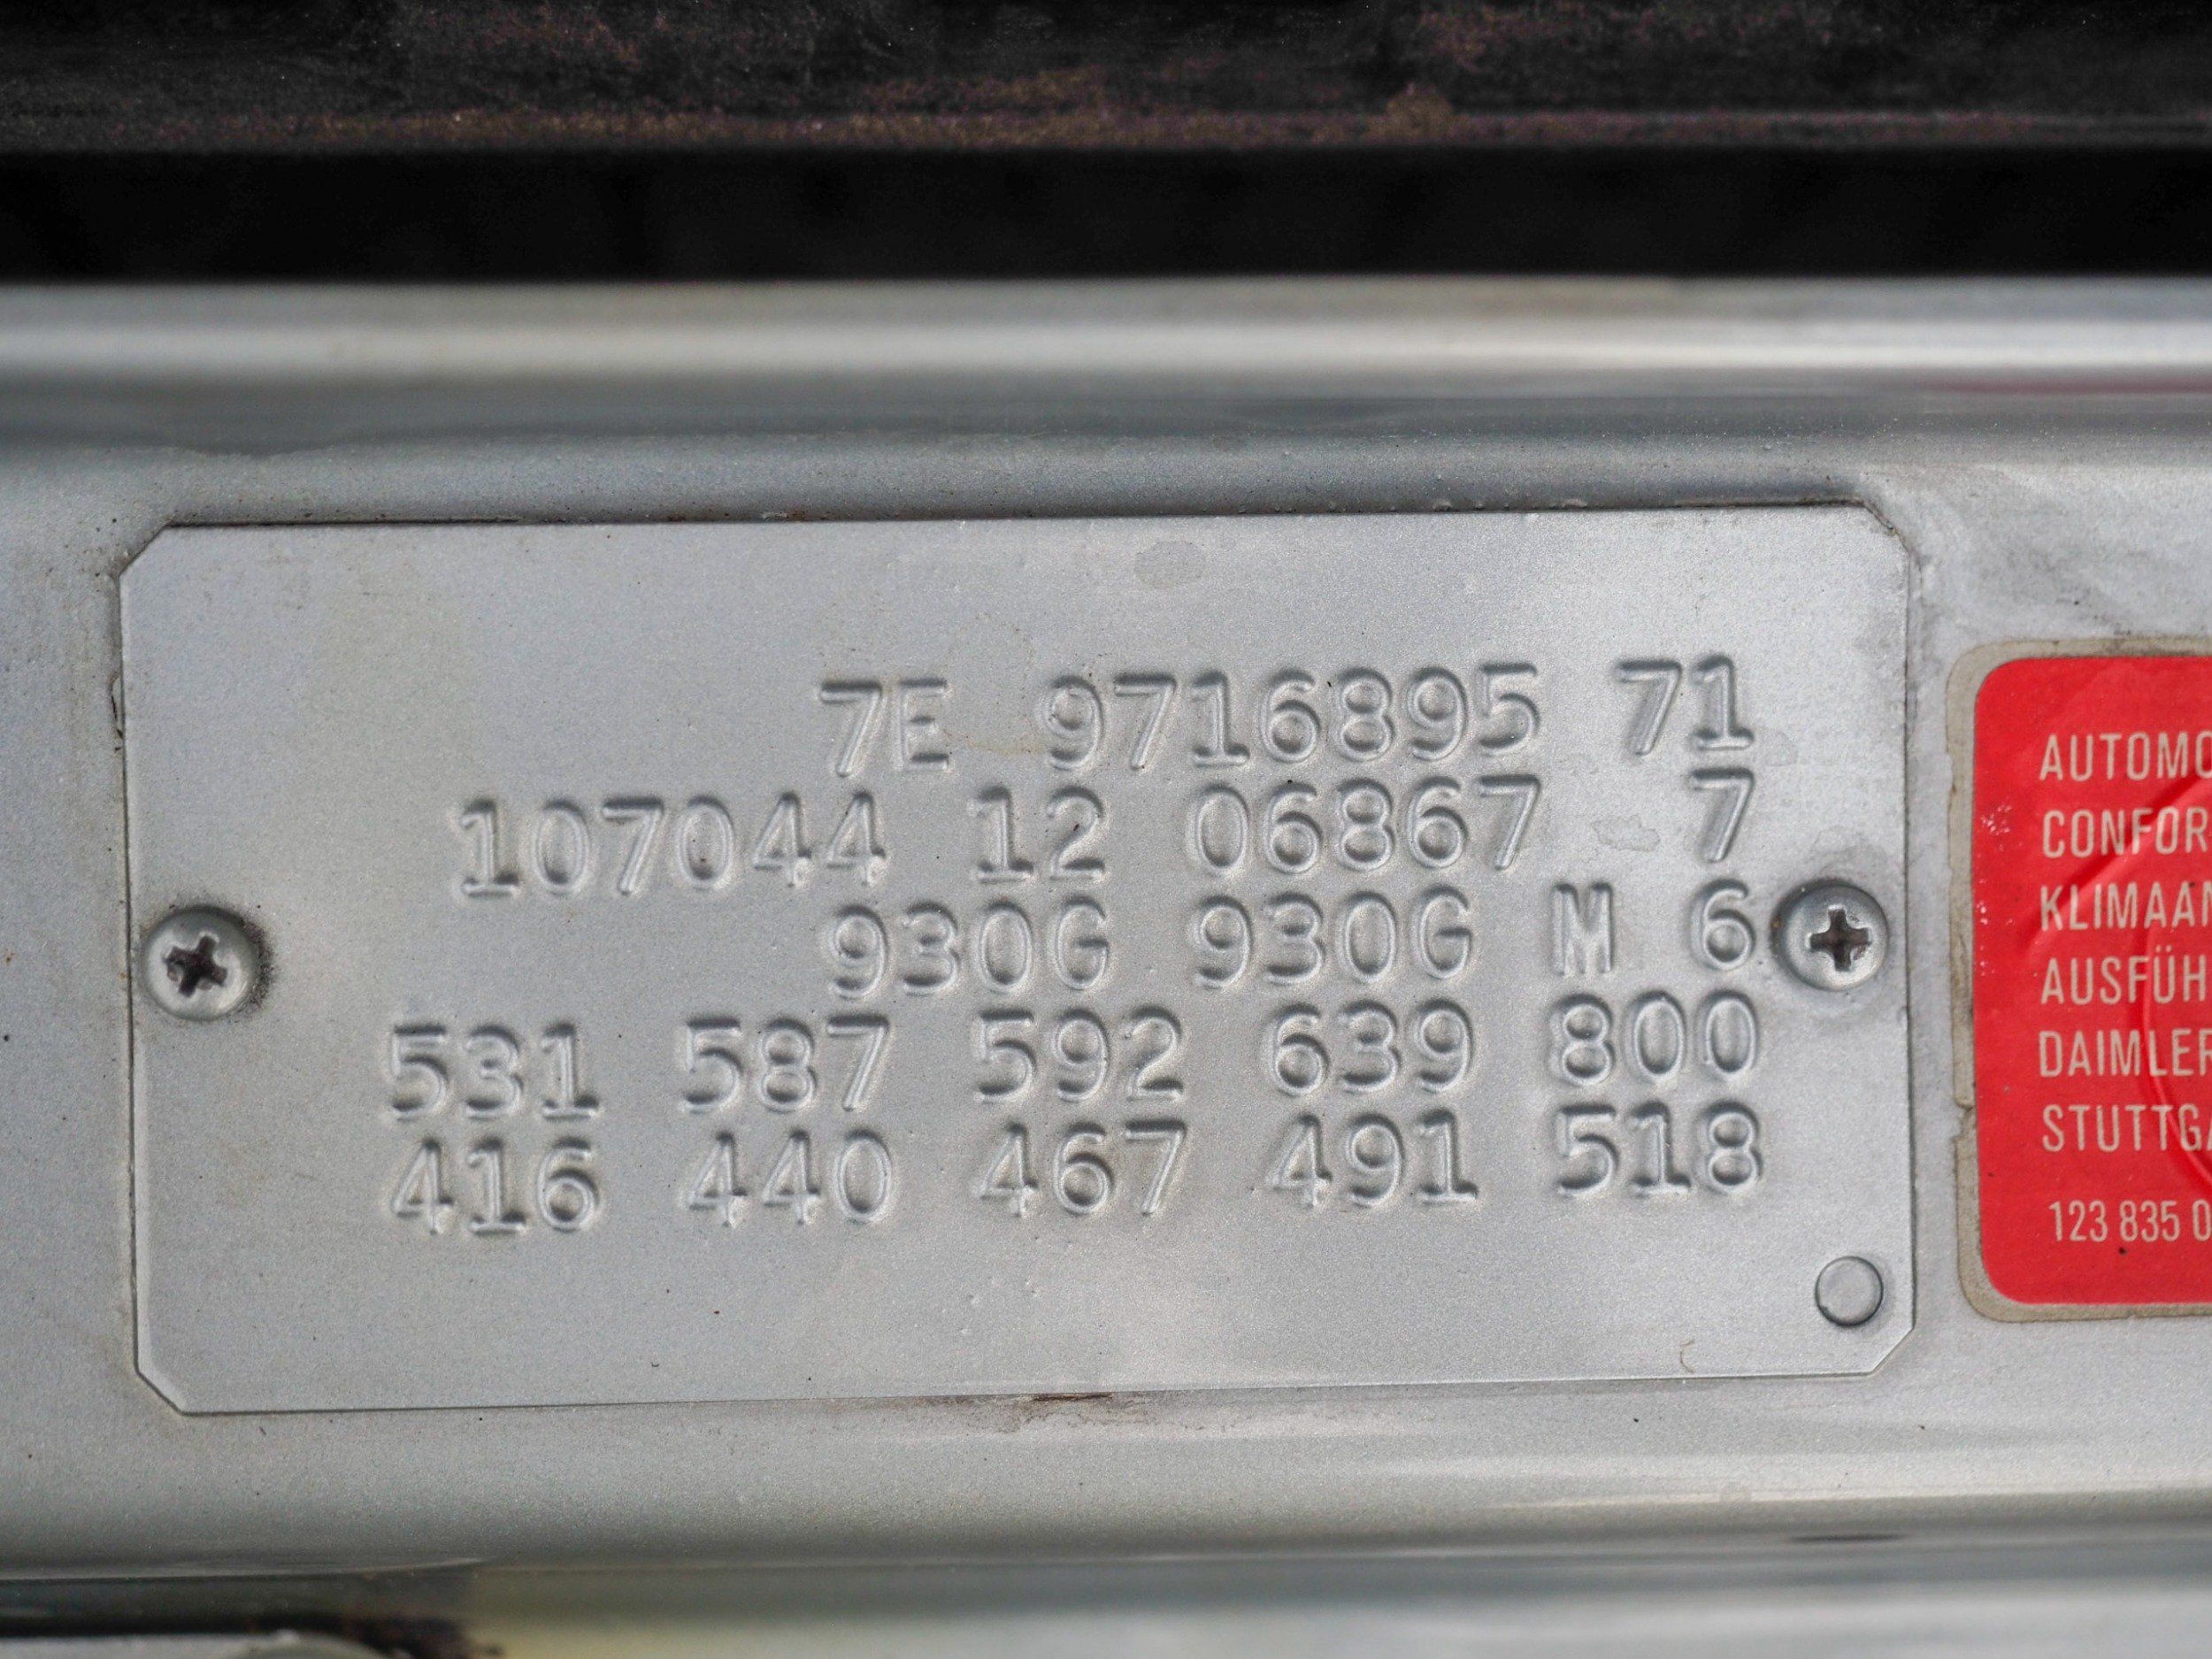 7E 9716895 71
107044 12 06867 7
930G 930G M 6
531 587 592 639 800
416 440 467 491 518
AUTOMO
CONFOR
KLIMAAN
AUSFÜH
DAIMLER
STUTTGA
123 835 0